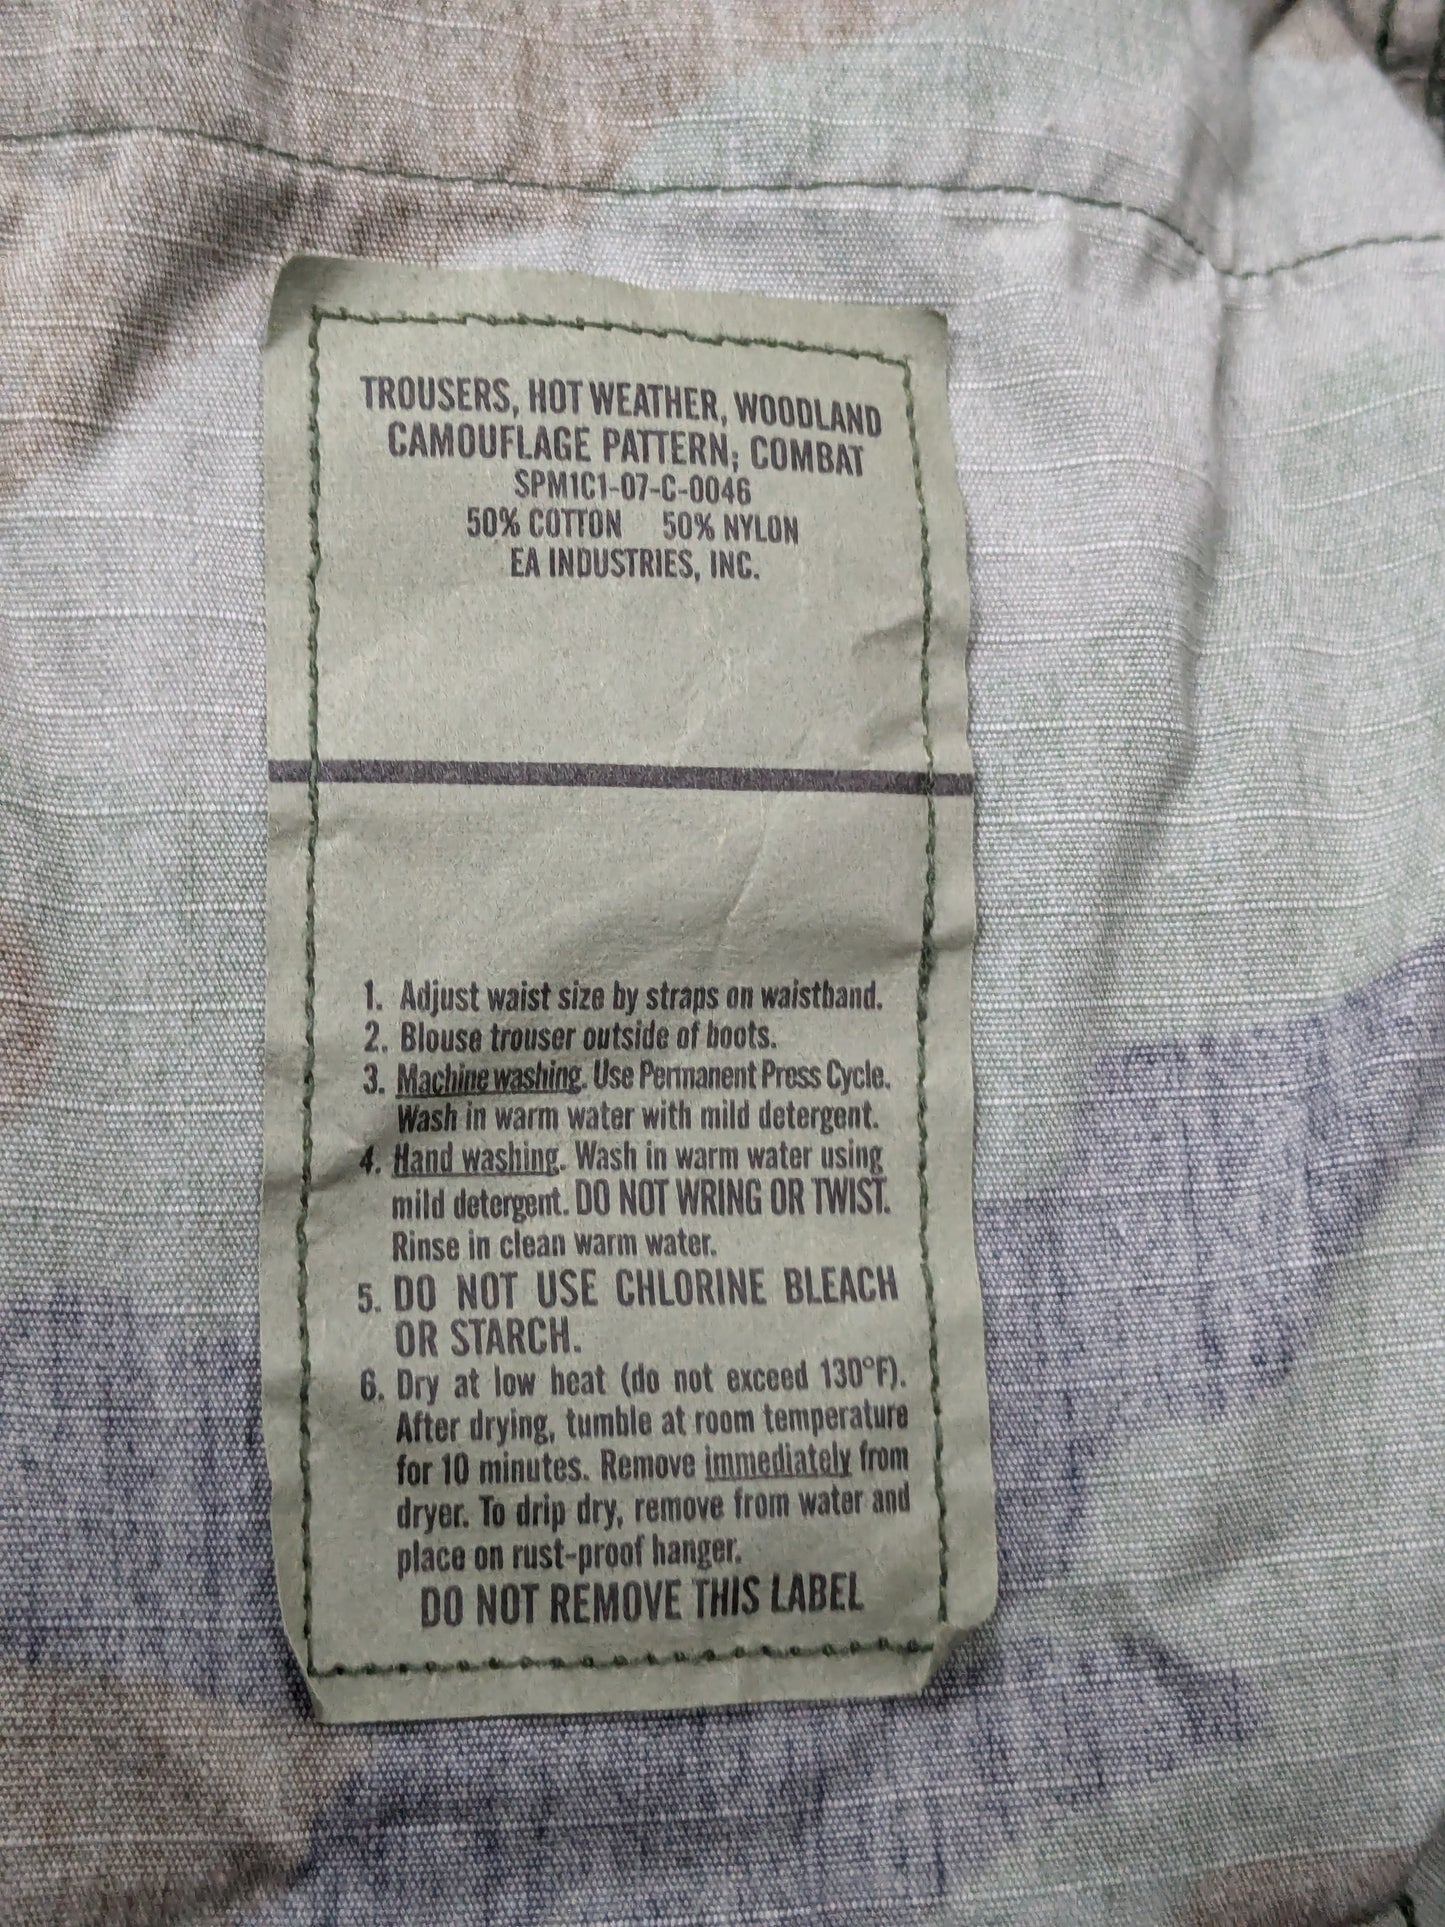 TROUSERS, HOT WEATHER, WOODLAND
CAMOUFLAGE PATTERN; COMBAT
SPM1C1-07-C-0046
50% COTTON 50% NYLON
EA INDUSTRIES, INC.
1. Adjust waist size by straps on waistband.
2. Blouse trouser outside of boots.
3. Machine washing. Use Permanent Press Cycle.
Wash in warm water with mild detergent.
4. Hand washing. Wash in warm water using
mild detergent. DO NOT WRING OR TWIST.
Rinse in clean warm water.
5. DO NOT USE CHLORINE BLEACH
OR STARCH.
6. Dry at low heat (do not exceed 130°F).
After drying, tumble at room temperature
for 10 minutes. Remove immediately from
dryer. To drip dry, remove from water and
place on rust-proof hanger.
DO NOT REMOVE THIS LABEL